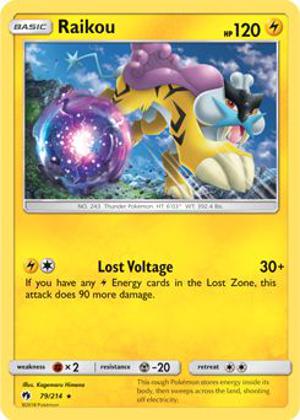 BASIC Raikou HP 120
NO. 243 Thunder Pokémon HT: 6'03" WT: 392.4 lbs.
Lost Voltage 30+
If you have any Energy cards in the Lost Zone, this
attack does 90 more damage.
weakness × 2 resistance -20 retreat
Illus. Kagemaru Himeno
79/214 ★
©2018 Pokémon
This rough Pokémon stores energy inside
its body, then races across the land, shooting
off electricity.